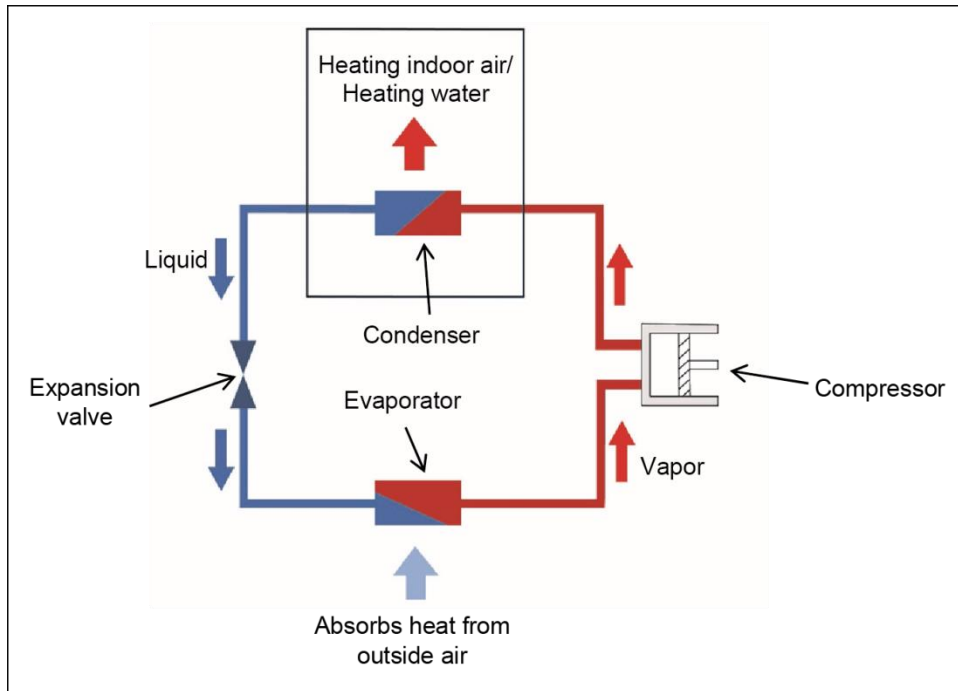 Heating indoor air/
Heating water
Liquid
Condenser
Expansion
valve
Evaporator
Compressor
Vapor
Absorbs heat from
outside air